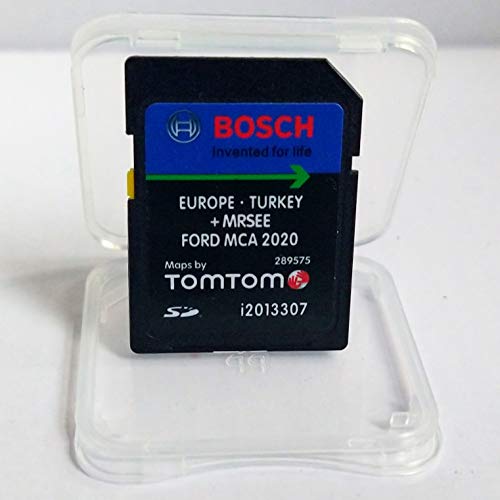 BOSCH
Invented for life
EUROPE · TURKEY
+ MRSEE
FORD MCA 2020
289575
Maps by
TOMTOM
SD i2013307